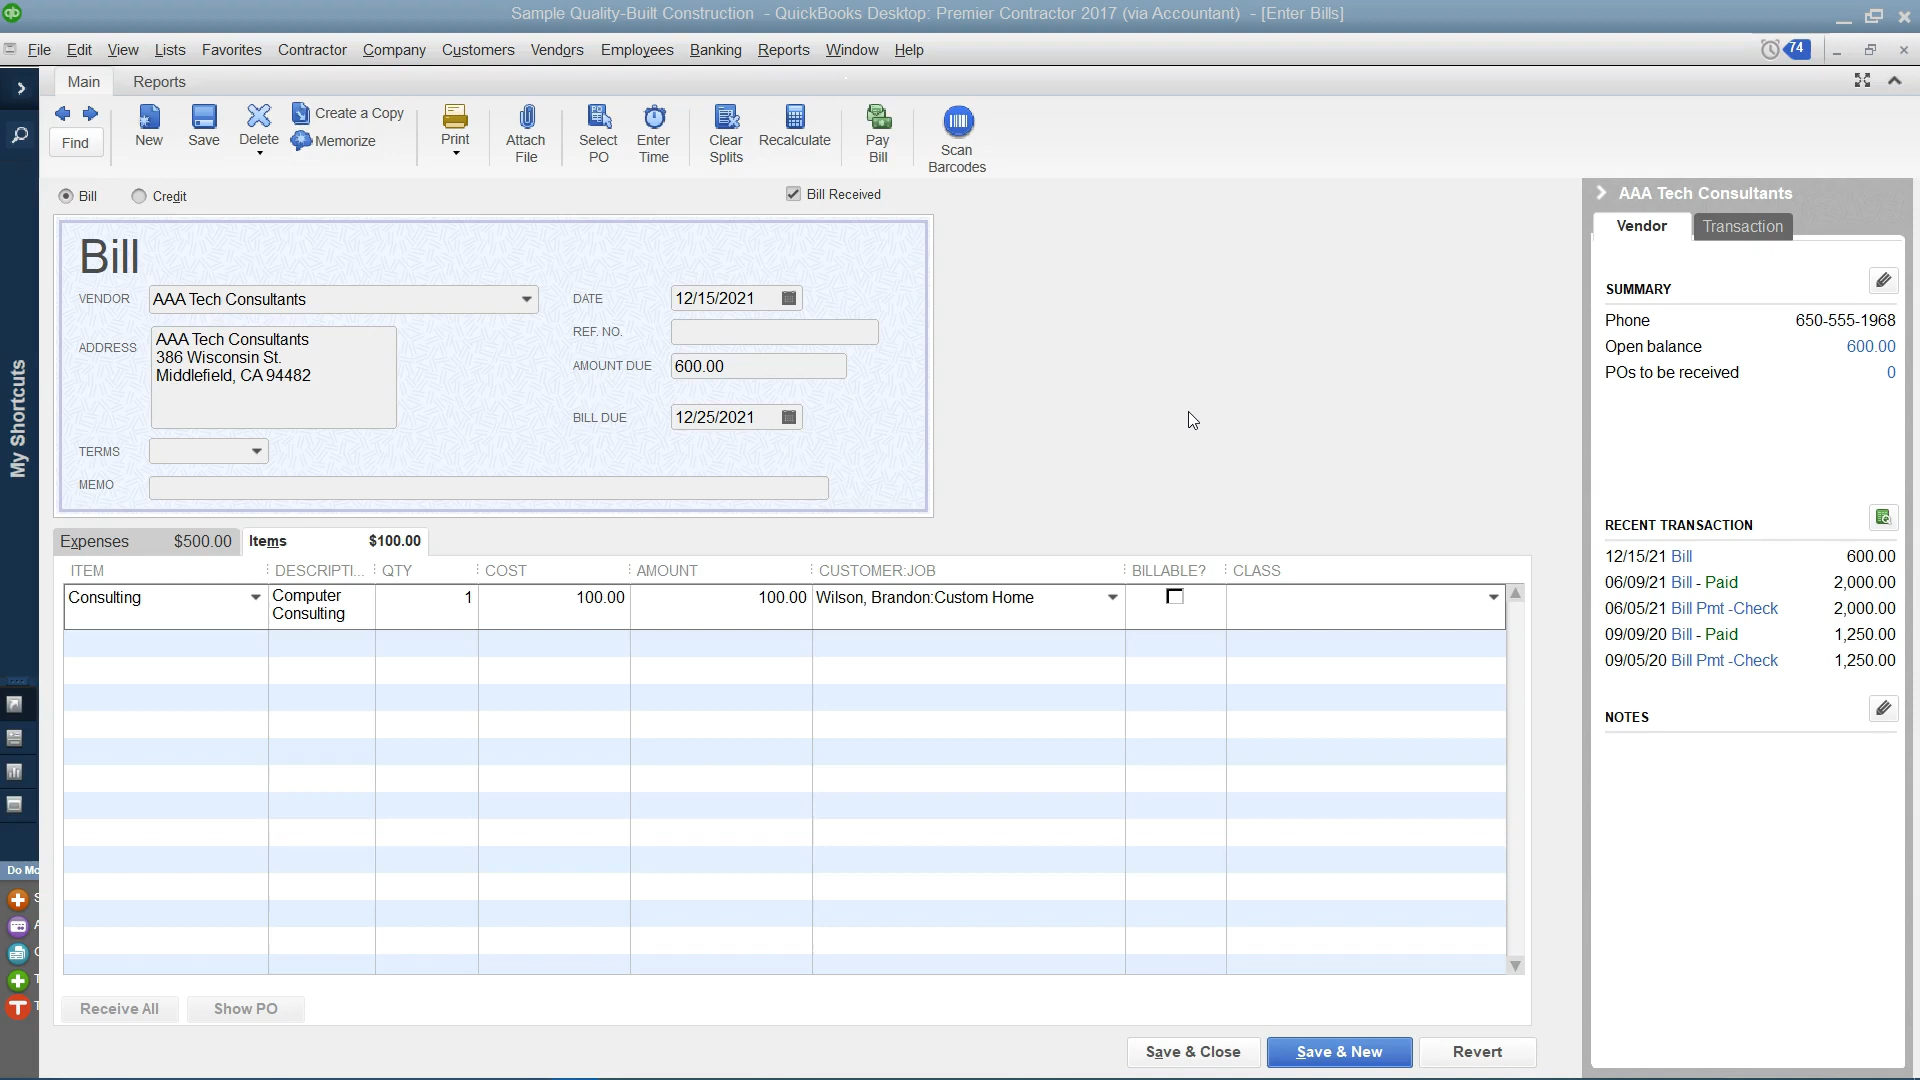 Sample Quality-Built Construction - QuickBooks Desktop: Premier Contractor 2017 (via Accountant) - [Enter Bills]
File Edit View Lists Favorites Contractor Company Customers Vendors Employees Banking Reports Window Help 74
Main Reports
Find New Save Delete Create a Copy Memorize Print Attach File Select PO Enter Time Clear Splits Recalculate Pay Bill Scan Barcodes
Bill Credit Bill Received
Bill
VENDOR AAA Tech Consultants
ADDRESS AAA Tech Consultants
386 Wisconsin St.
Middlefield, CA 94482
TERMS
MEMO
DATE 12/15/2021
REF. NO.
AMOUNT DUE 600.00
BILL DUE 12/25/2021
Expenses $500.00 Items $100.00
ITEM DESCRIPTI... QTY COST AMOUNT CUSTOMER:JOB BILLABLE? CLASS
Consulting Computer Consulting 1 100.00 100.00 Wilson, Brandon:Custom Home
Receive All Show PO
Save & Close Save & New Revert
AAA Tech Consultants
Vendor Transaction
SUMMARY
Phone 650-555-1968
Open balance 600.00
POs to be received 0
RECENT TRANSACTION
12/15/21 Bill 600.00
06/09/21 Bill - Paid 2,000.00
06/05/21 Bill Pmt -Check 2,000.00
09/09/20 Bill - Paid 1,250.00
09/05/20 Bill Pmt -Check 1,250.00
NOTES
My Shortcuts
Do Mo